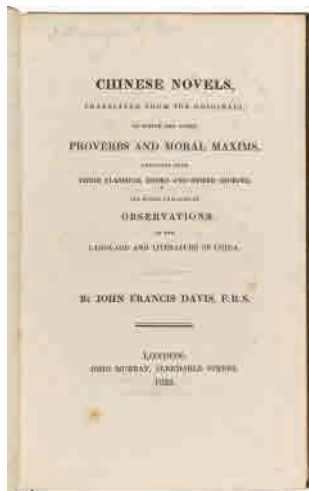 CHINESE NOVELS,
TRANSLATED FROM THE ORIGINALS;
TO WHICH ARE ADDED
PROVERBS AND MORAL MAXIMS,
COLLECTED FROM
THEIR CLASSICAL BOOKS AND OTHER SOURCES.
THE WHOLE PREFACED BY
OBSERVATIONS
ON THE
LANGUAGE AND LITERATURE OF CHINA.
By JOHN FRANCIS DAVIS, F.R.S.
LONDON:
JOHN MURRAY, ALBEMARLE STREET.
1822.